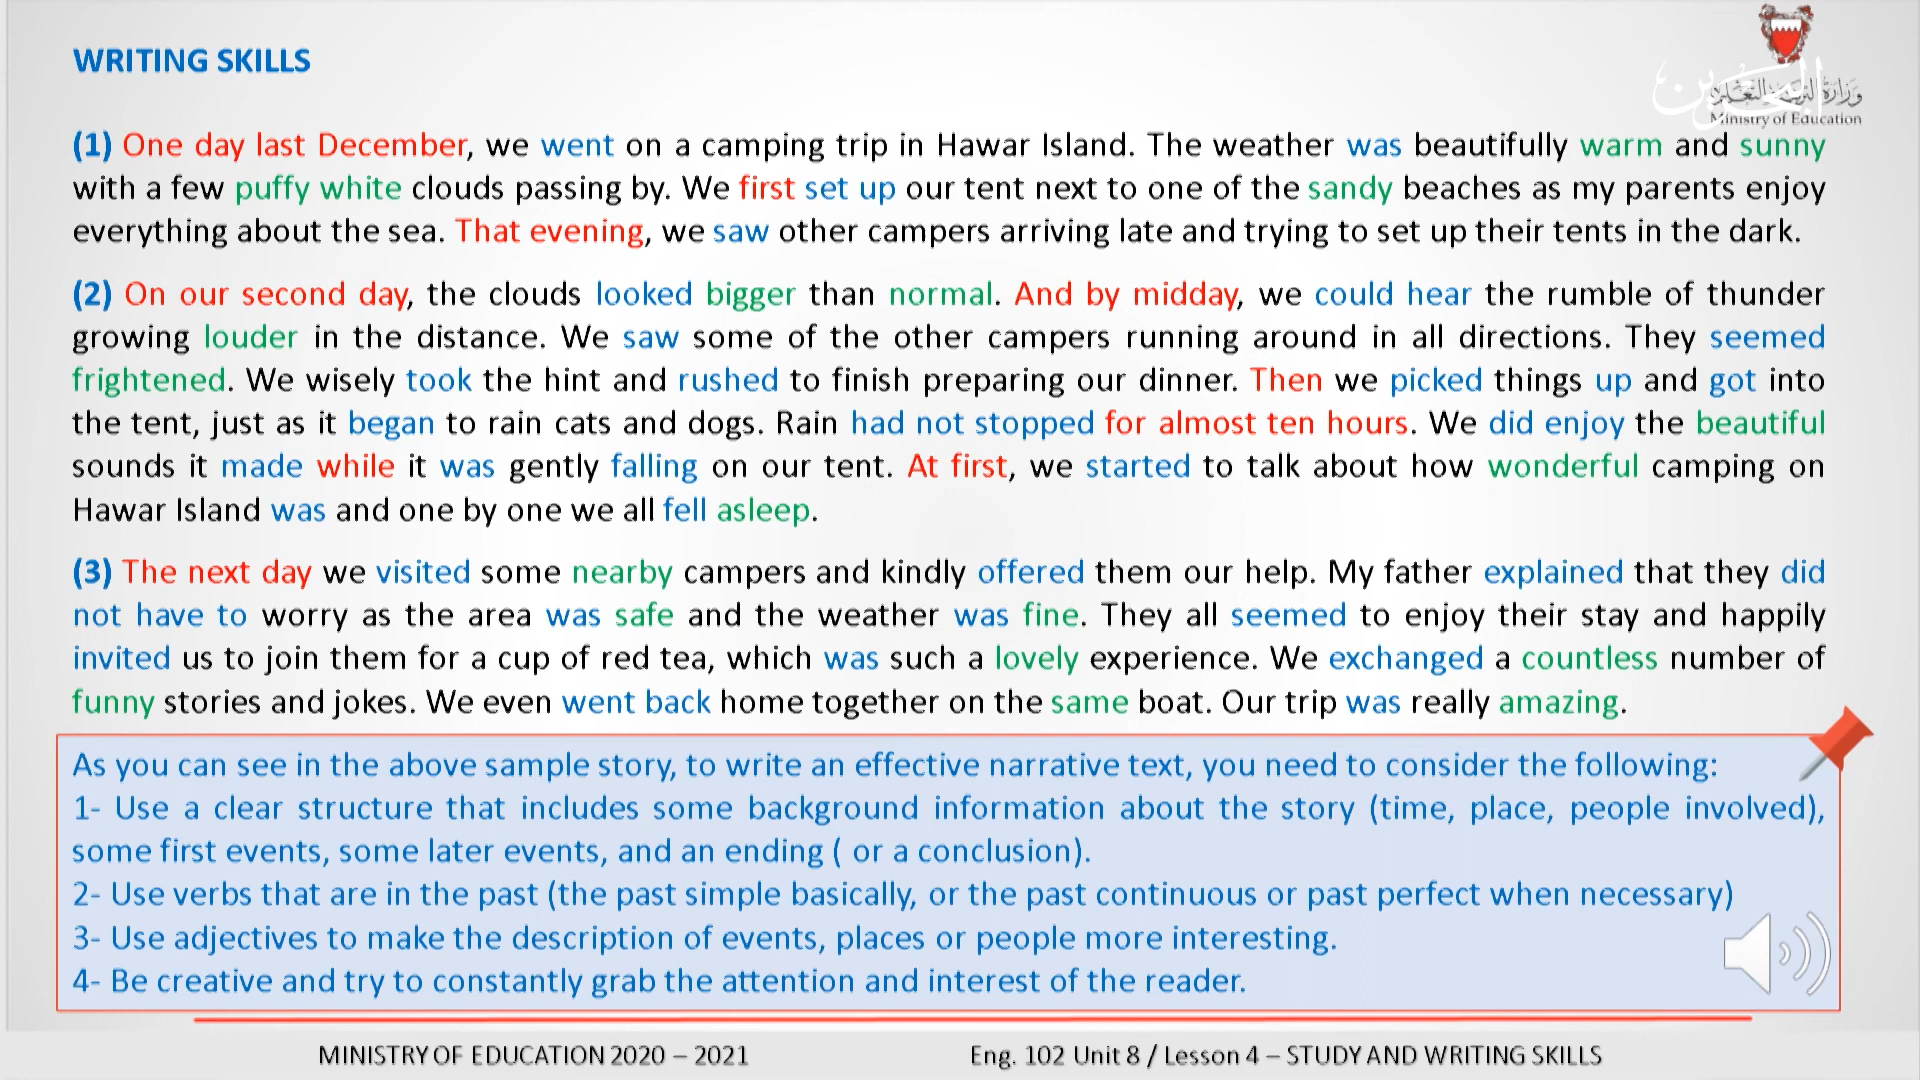 WRITING SKILLS
البحرين
وزارة التربية والتعليم
Ministry of Education
(1) One day last December, we went on a camping trip in Hawar Island. The weather was beautifully warm and sunny
with a few puffy white clouds passing by. We first set up our tent next to one of the sandy beaches as my parents enjoy
everything about the sea. That evening, we saw other campers arriving late and trying to set up their tents in the dark.
(2) On our second day, the clouds looked bigger than normal. And by midday, we could hear the rumble of thunder
growing louder in the distance. We saw some of the other campers running around in all directions. They seemed
frightened. We wisely took the hint and rushed to finish preparing our dinner. Then we picked things up and got into
the tent, just as it began to rain cats and dogs. Rain had not stopped for almost ten hours. We did enjoy the beautiful
sounds it made while it was gently falling on our tent. At first, we started to talk about how wonderful camping on
Hawar Island was and one by one we all fell asleep.
(3) The next day we visited some nearby campers and kindly offered them our help. My father explained that they did
not have to worry as the area was safe and the weather was fine. They all seemed to enjoy their stay and happily
invited us to join them for a cup of red tea, which was such a lovely experience. We exchanged a countless number of
funny stories and jokes. We even went back home together on the same boat. Our trip was really amazing.
As you can see in the above sample story, to write an effective narrative text, you need to consider the following:
1- Use a clear structure that includes some background information about the story (time, place, people involved),
some first events, some later events, and an ending ( or a conclusion).
2- Use verbs that are in the past (the past simple basically, or the past continuous or past perfect when necessary)
3- Use adjectives to make the description of events, places or people more interesting.
4- Be creative and try to constantly grab the attention and interest of the reader.
MINISTRY OF EDUCATION 2020 – 2021
Eng. 102 Unit 8 / Lesson 4 – STUDY AND WRITING SKILLS